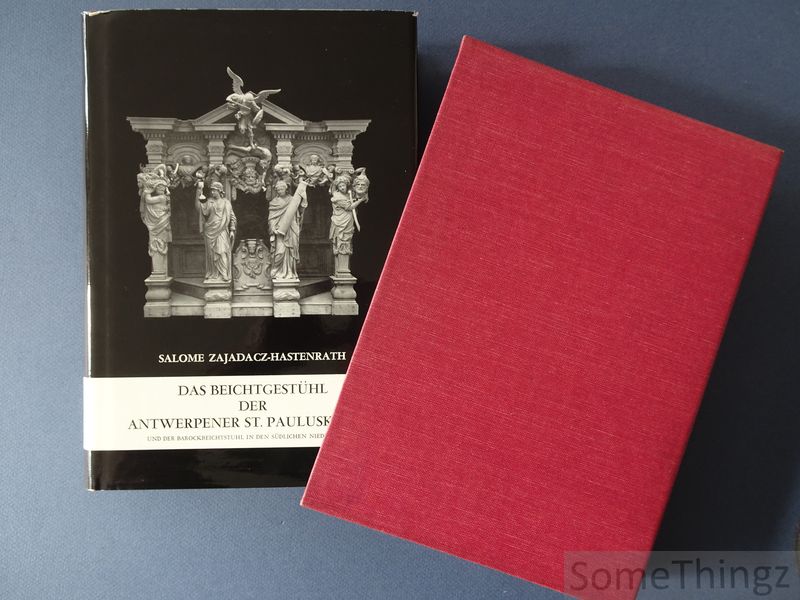 SALOME ZAJADACZ-HASTENRATH
DAS BEICHTGESTÜHL
DER
ANTWERPENER ST. PAULUSK
UND DER BAROCKBEICHTSTUHL IN DEN SÜDLICHEN NIED
SomeThingz